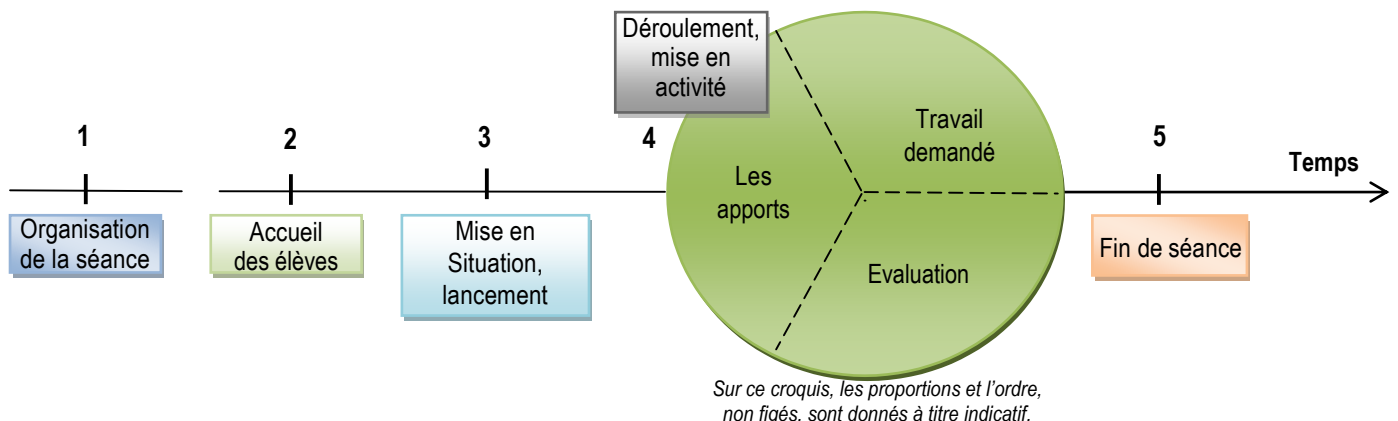 Déroulement,
mise en
activité
1
2
3
4
5
Temps
Travail
demandé
Les
apports
Evaluation
Organisation
de la séance
Accueil
des élèves
Mise en
Situation,
lancement
Fin de séance
Sur ce croquis, les proportions et l'ordre,
non figés, sont donnés à titre indicatif.